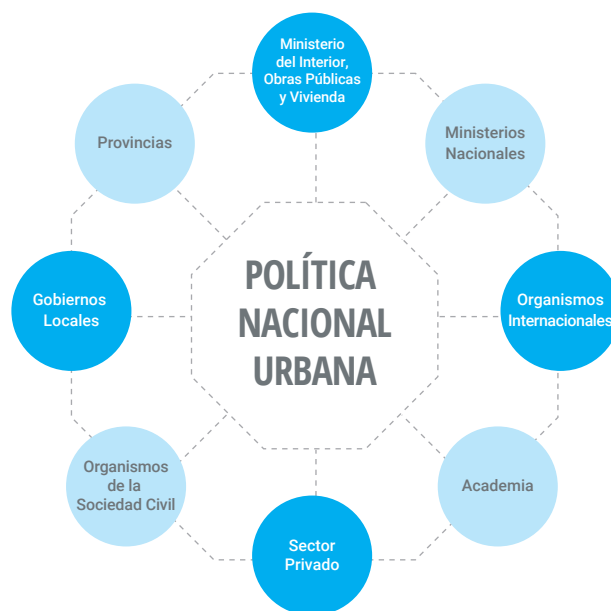 Ministerio
del Interior,
Obras Públicas
y Vivienda
Provincias
Ministerios
Nacionales
POLÍTICA
NACIONAL
URBANA
Gobiernos
Locales
Organismos
Internacionales
Organismos
de la
Sociedad Civil
Academia
Sector
Privado